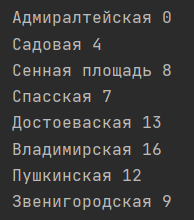 Адмиралтейская 0
Садовая 4
Сенная площадь 8
Спасская 7
Достоеваская 13
Владимирская 16
Пушкинская 12
Звенигородская 9